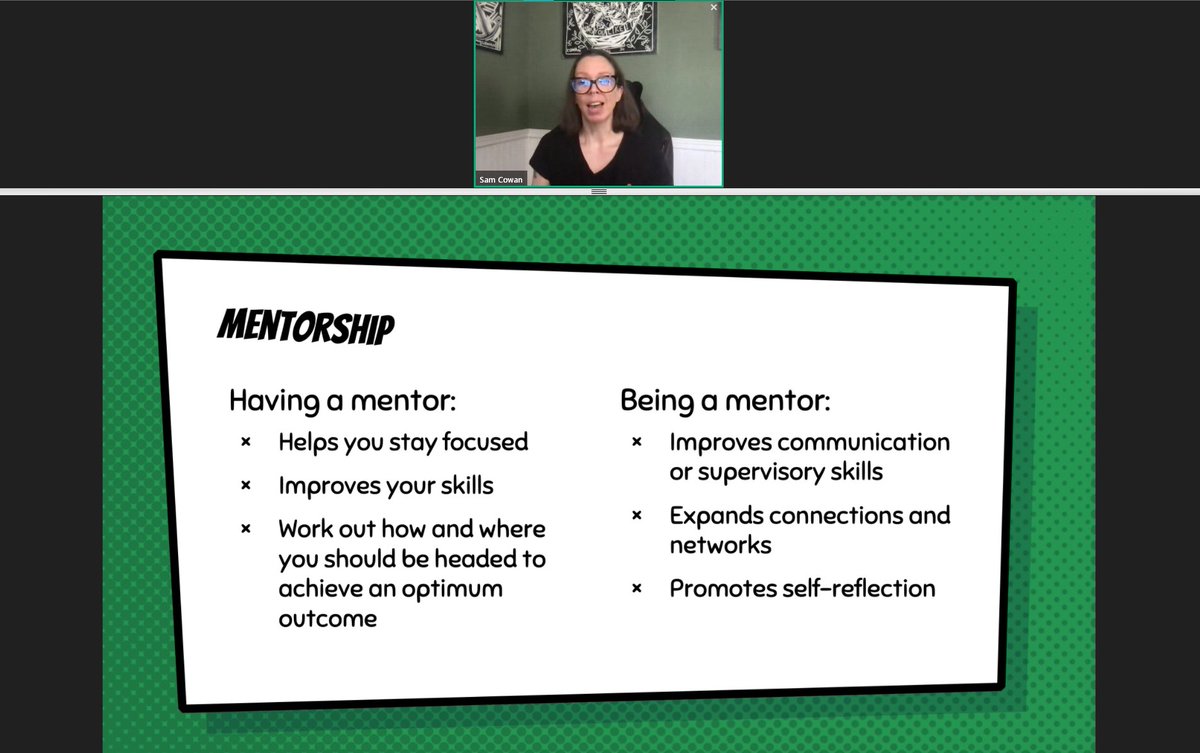 Sam Cowan
MENTORSHIP
Having a mentor:
Helps you stay focused
Improves your skills
Work out how and where
you should be headed to
achieve an optimum
outcome
Being a mentor:
Improves communication
or supervisory skills
Expands connections and
networks
Promotes self-reflection